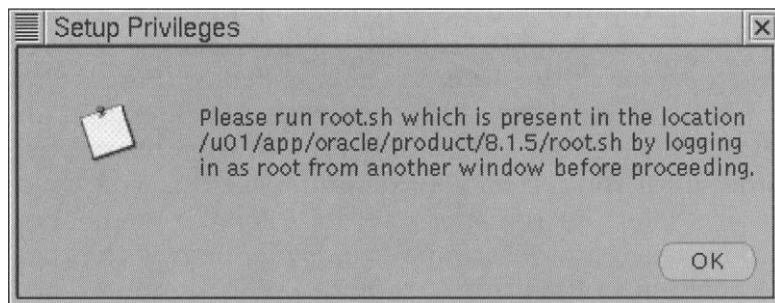 Setup Privileges
Please run root.sh which is present in the location
/u01/app/oracle/product/8.1.5/root.sh by logging
in as root from another window before proceeding.
OK